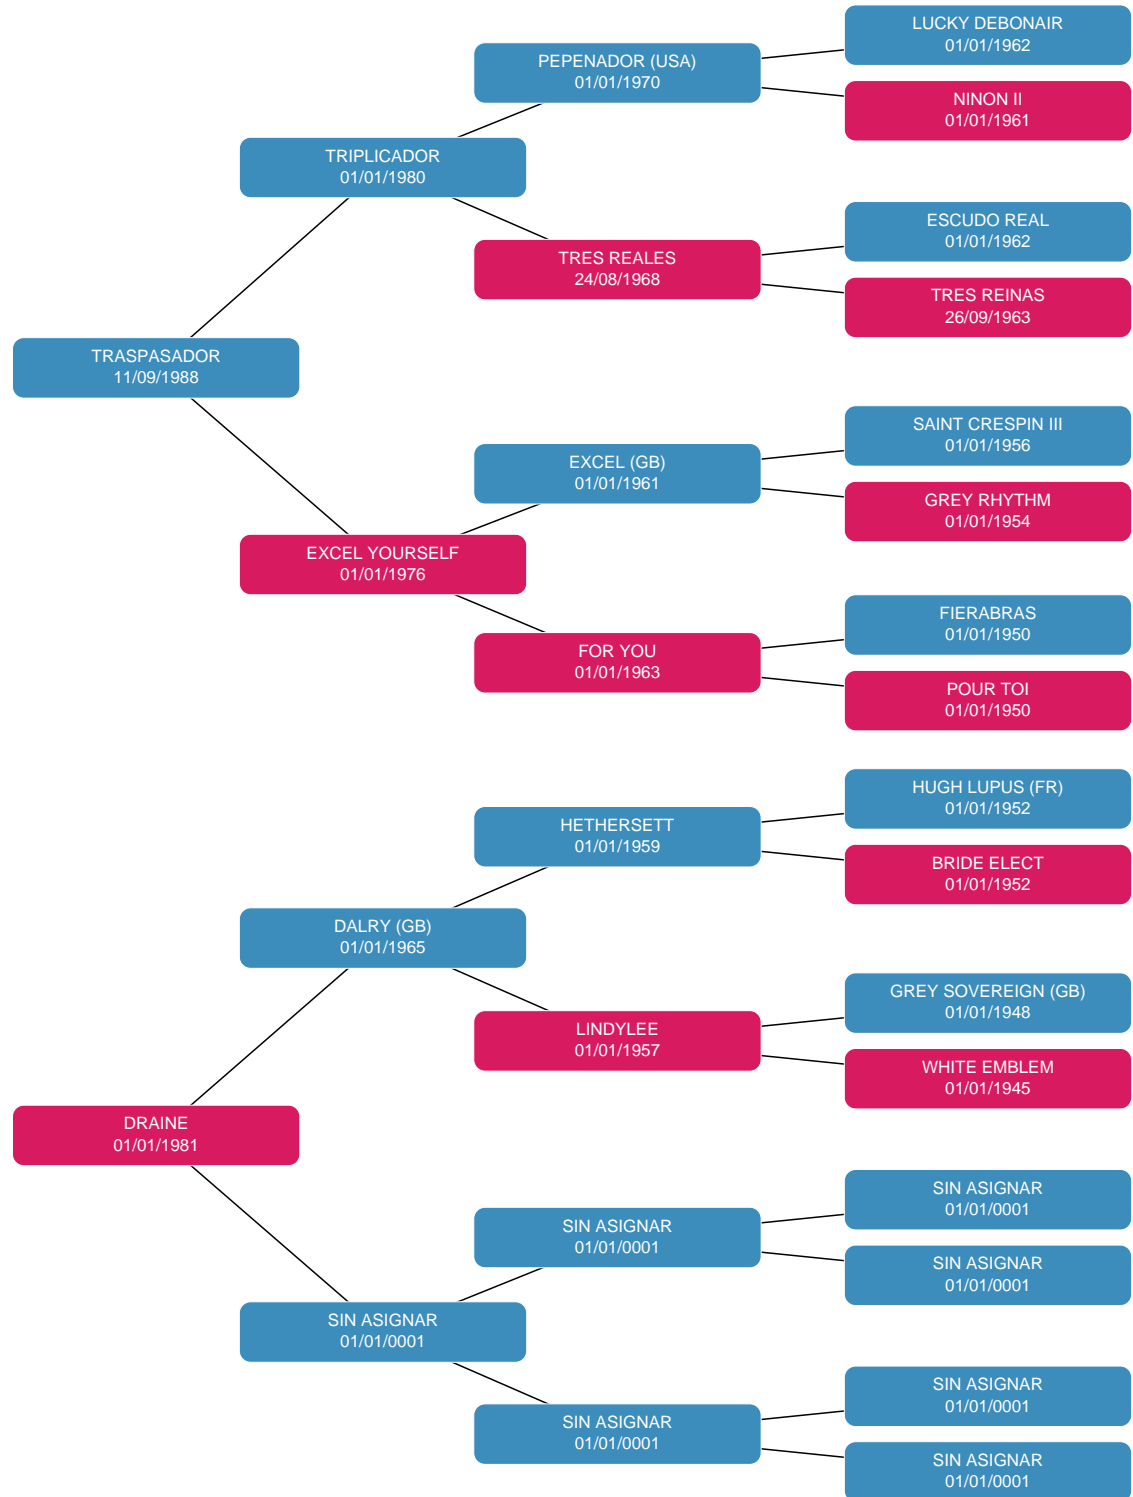 LUCKY DEBONAIR
01/01/1962
PEPENADOR (USA)
01/01/1970
NINON II
01/01/1961
TRIPLICADOR
01/01/1980
ESCUDO REAL
01/01/1962
TRES REALES
24/08/1968
TRES REINAS
26/09/1963
TRASPASADOR
11/09/1988
SAINT CRESPIN III
01/01/1956
EXCEL (GB)
01/01/1961
GREY RHYTHM
01/01/1954
EXCEL YOURSELF
01/01/1976
FIERABRAS
01/01/1950
FOR YOU
01/01/1963
POUR TOI
01/01/1950
HUGH LUPUS (FR)
01/01/1952
HETHERSETT
01/01/1959
BRIDE ELECT
01/01/1952
DALRY (GB)
01/01/1965
GREY SOVEREIGN (GB)
01/01/1948
LINDYLEE
01/01/1957
WHITE EMBLEM
01/01/1945
DRAINE
01/01/1981
SIN ASIGNAR
01/01/0001
SIN ASIGNAR
01/01/0001
SIN ASIGNAR
01/01/0001
SIN ASIGNAR
01/01/0001
SIN ASIGNAR
01/01/0001
SIN ASIGNAR
01/01/0001
SIN ASIGNAR
01/01/0001